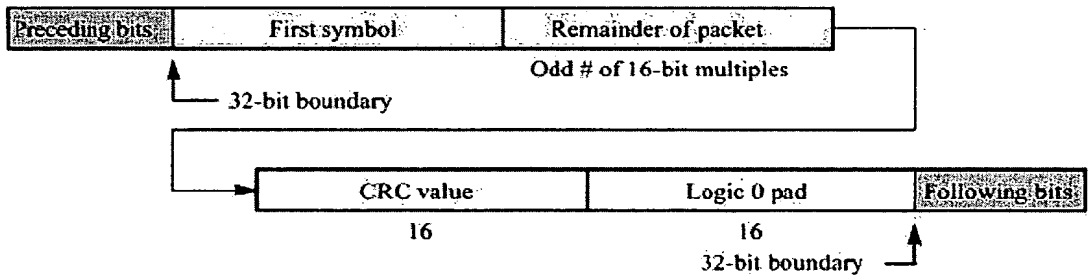 Preceding bits First symbol Remainder of packet
Odd # of 16-bit multiples
32-bit boundary
CRC value Logic 0 pad Following bits
16 16
32-bit boundary